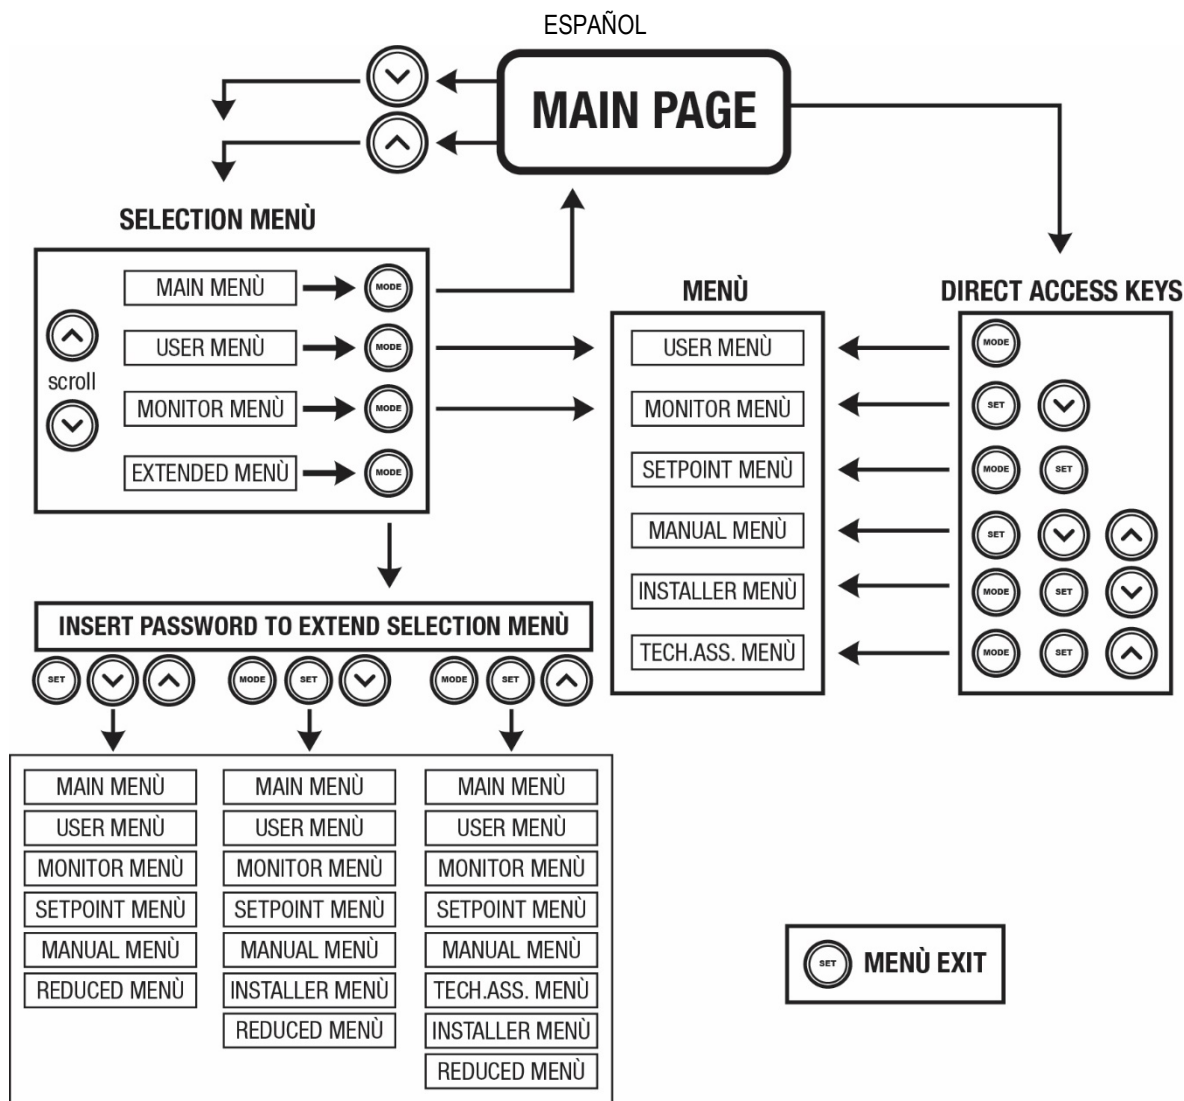 ESPAÑOL
MAIN PAGE
SELECTION MENÙ
MAIN MENÙ
MODE
USER MENÙ
MODE
scroll
MONITOR MENÙ
MODE
EXTENDED MENÙ
MODE
MENÙ
USER MENÙ
MONITOR MENÙ
SETPOINT MENÙ
MANUAL MENÙ
INSTALLER MENÙ
TECH.ASS. MENÙ
DIRECT ACCESS KEYS
MODE
SET
MODE SET
SET
MODE SET
MODE SET
INSERT PASSWORD TO EXTEND SELECTION MENÙ
SET
MODE SET
MODE SET
MAIN MENÙ
USER MENÙ
MONITOR MENÙ
SETPOINT MENÙ
MANUAL MENÙ
REDUCED MENÙ
MAIN MENÙ
USER MENÙ
MONITOR MENÙ
SETPOINT MENÙ
MANUAL MENÙ
INSTALLER MENÙ
REDUCED MENÙ
MAIN MENÙ
USER MENÙ
MONITOR MENÙ
SETPOINT MENÙ
MANUAL MENÙ
TECH.ASS. MENÙ
INSTALLER MENÙ
REDUCED MENÙ
SET MENÙ EXIT